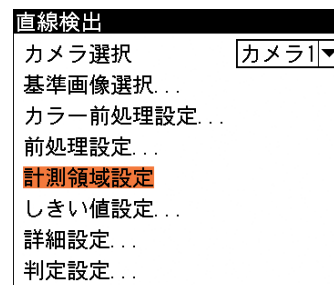 直線検出
カメラ選択 カメラ1▼
基準画像選択...
カラー前処理設定...
前処理設定...
計測領域設定
しきい値設定...
詳細設定...
判定設定...